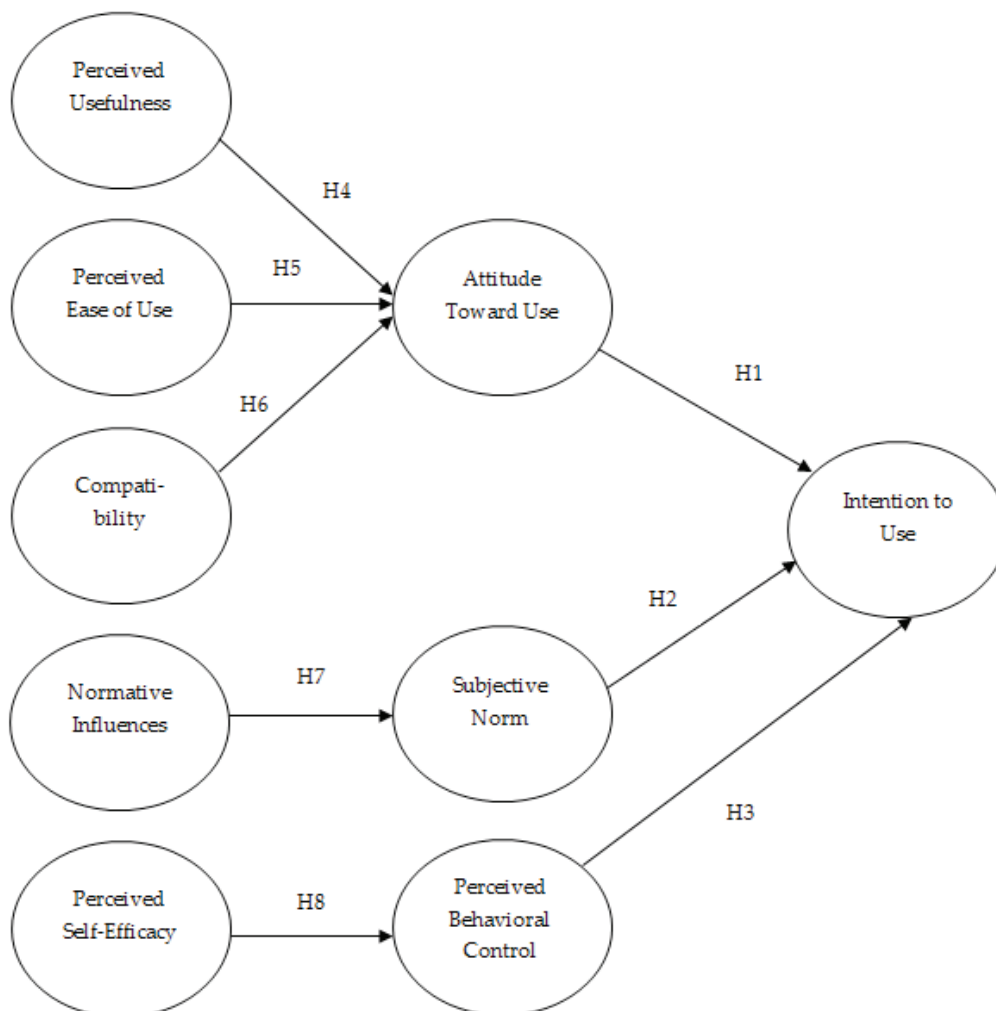 Perceived
Usefulness
H4
Perceived
Ease of Use
H5
Attitude
Toward Use
H1
H6
Compati-
bility
Intention to
Use
H2
Normative
Influences
H7
Subjective
Norm
H3
Perceived
Self-Efficacy
H8
Perceived
Behavioral
Control